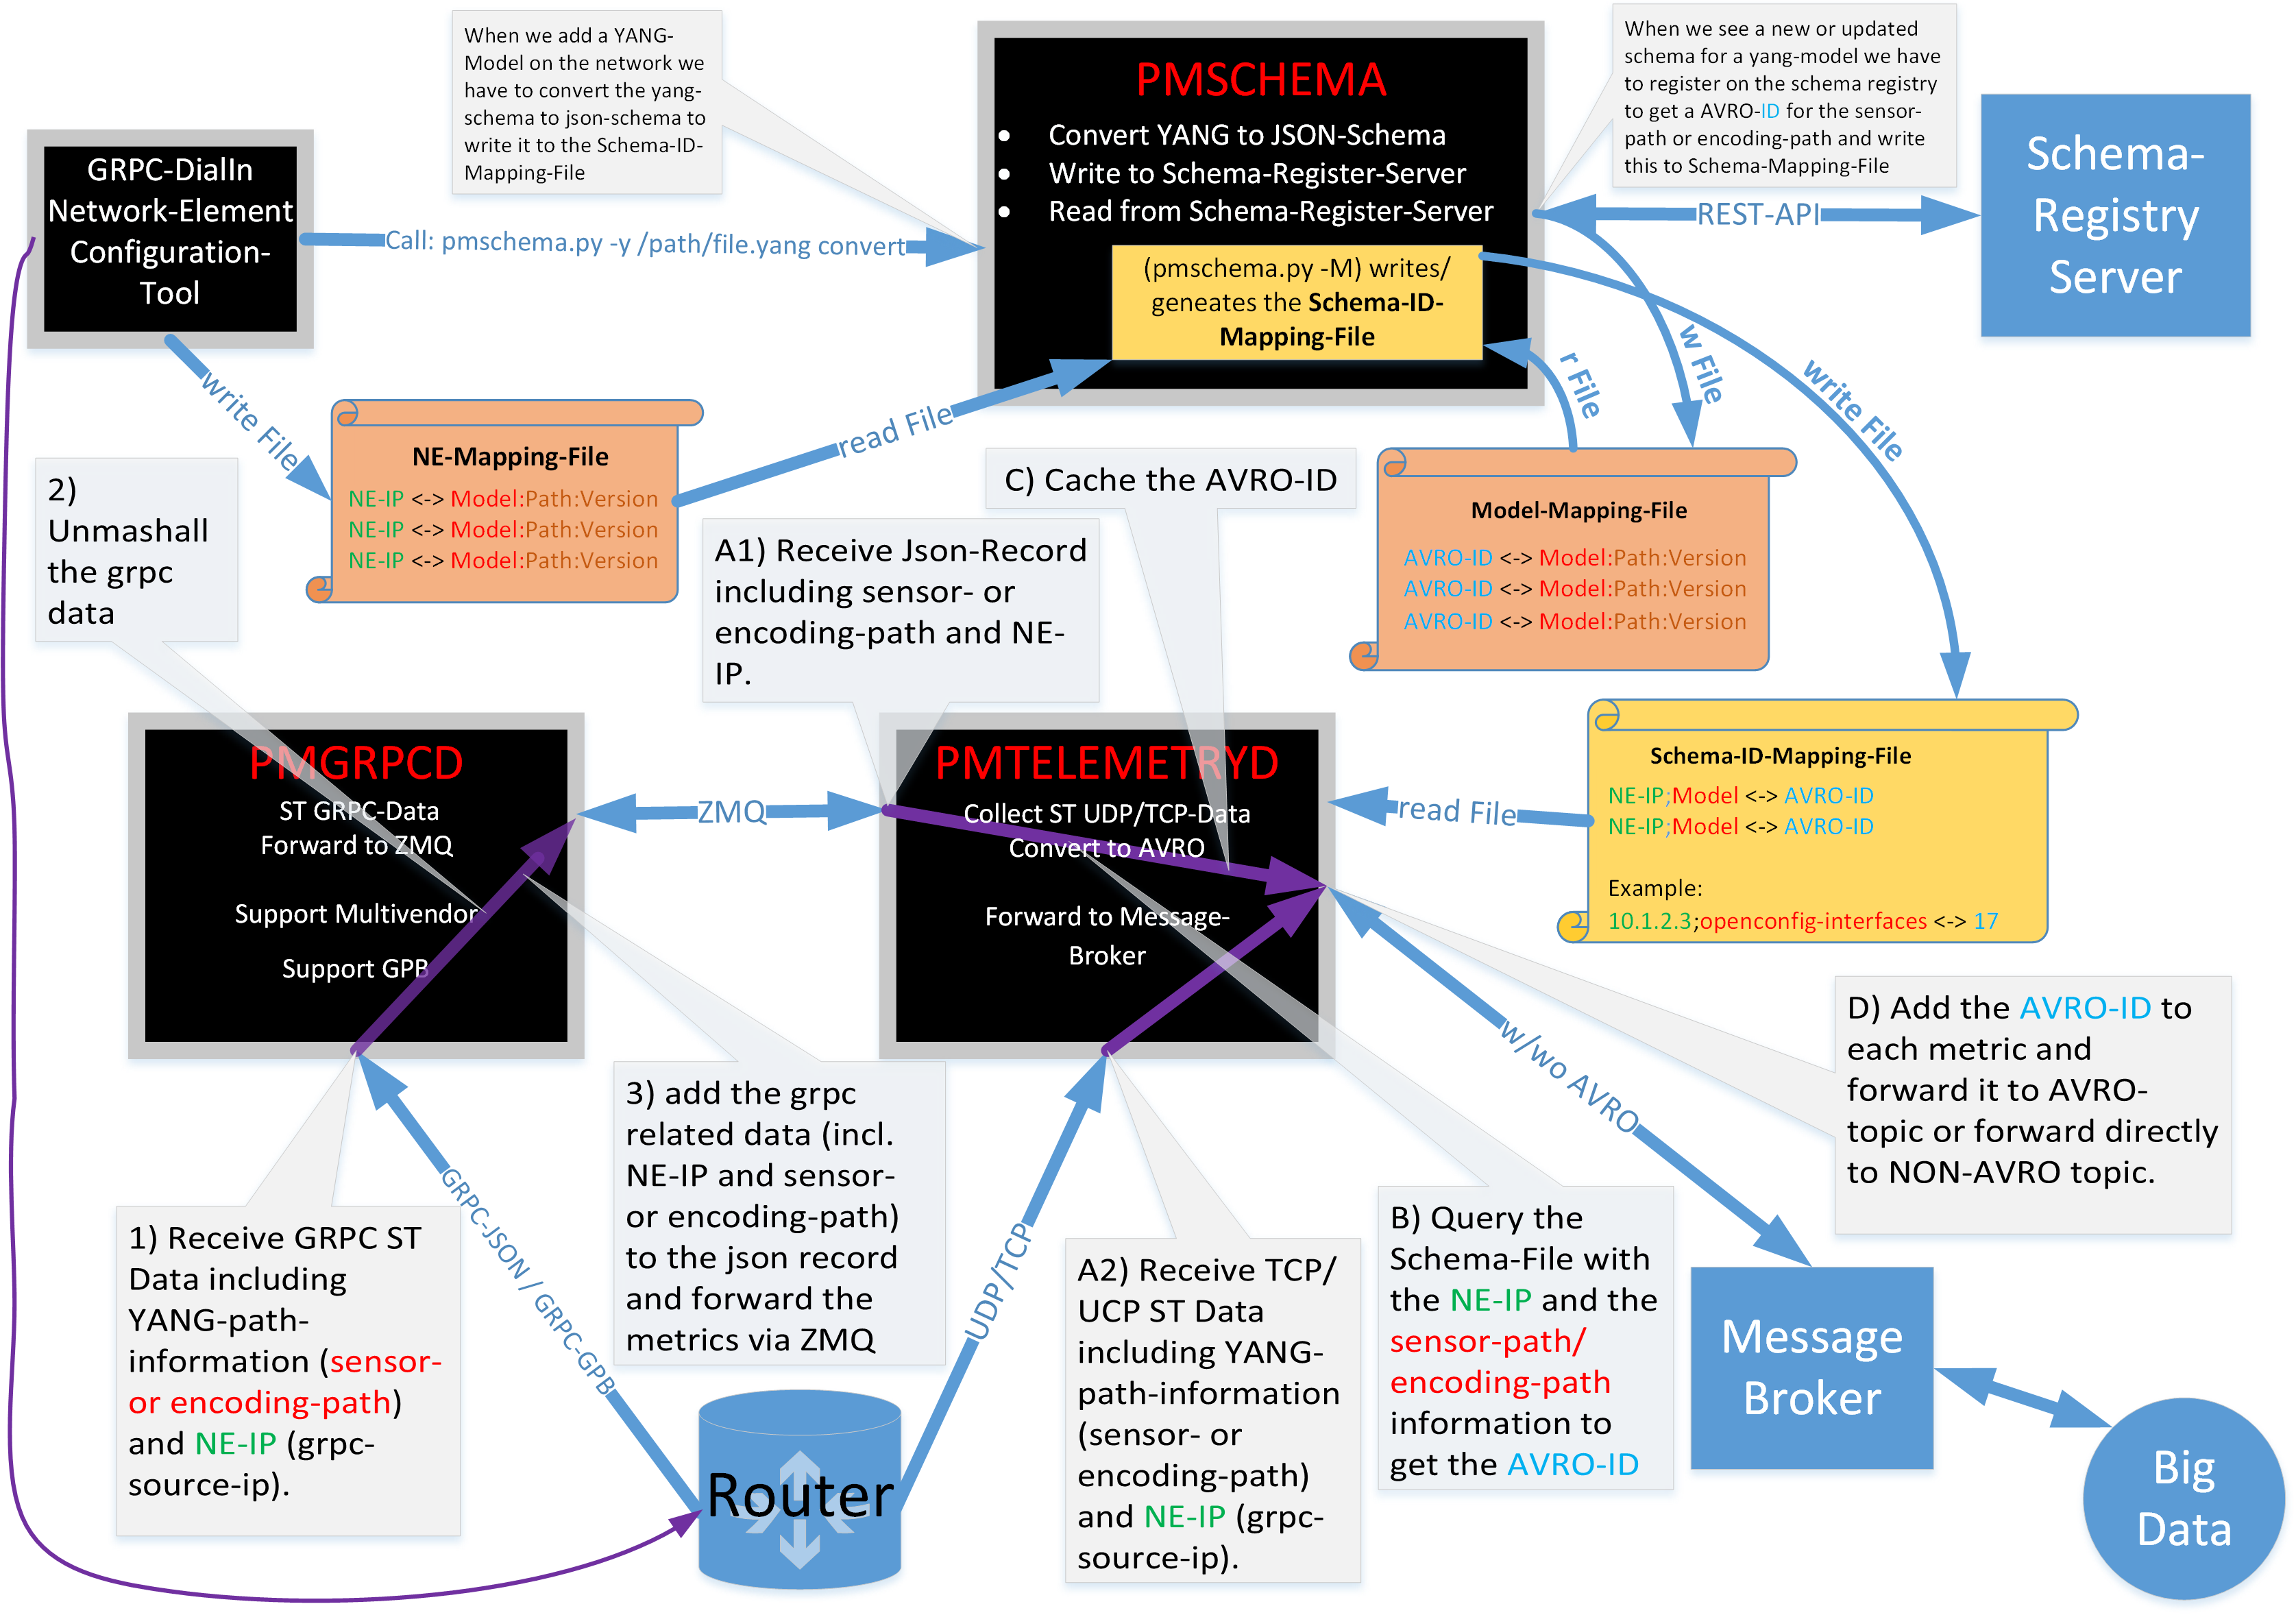 When we add a YANG-
Model on the network we
have to convert the yang-
schema to json-schema to
write it to the Schema-ID-
Mapping-File
PMSCHEMA
• Convert YANG to JSON-Schema
• Write to Schema-Register-Server
• Read from Schema-Register-Server
(pmschema.py -M) writes/
geneates the Schema-ID-
Mapping-File
When we see a new or updated
schema for a yang-model we have
to register on the schema registry
to get a AVRO-ID for the sensor-
path or encoding-path and write
this to Schema-Mapping-File
Schema-
Registry
Server
REST-API
GRPC-DialIn
Network-Element
Configuration-
Tool
Call: pmschema.py -y /path/file.yang convert
write File
NE-Mapping-File
NE-IP <-> Model:Path:Version
NE-IP <-> Model:Path:Version
NE-IP <-> Model:Path:Version
read File
r File
w File
write File
Model-Mapping-File
AVRO-ID <-> Model:Path:Version
AVRO-ID <-> Model:Path:Version
AVRO-ID <-> Model:Path:Version
2)
Unmashall
the grpc
data
A1) Receive Json-Record
including sensor- or
encoding-path and NE-
IP.
C) Cache the AVRO-ID
PMGRPCD
ST GRPC-Data
Forward to ZMQ
Support Multivendor
Support GPB
ZMQ
PMTELEMETRYD
Collect ST UDP/TCP-Data
Convert to AVRO
Forward to Message-
Broker
read File
Schema-ID-Mapping-File
NE-IP;Model <-> AVRO-ID
NE-IP;Model <-> AVRO-ID
Example:
10.1.2.3;openconfig-interfaces <-> 17
w/wo AVRO
D) Add the AVRO-ID to
each metric and
forward it to AVRO-
topic or forward directly
to NON-AVRO topic.
1) Receive GRPC ST
Data including
YANG-path-
information (sensor-
or encoding-path)
and NE-IP (grpc-
source-ip).
GRPC-JSON / GRPC-GPB
3) add the grpc
related data (incl.
NE-IP and sensor-
or encoding-path)
to the json record
and forward the
metrics via ZMQ
UDP/TCP
A2) Receive TCP/
UCP ST Data
including YANG-
path-information
(sensor- or
encoding-path)
and NE-IP (grpc-
source-ip).
B) Query the
Schema-File with
the NE-IP and the
sensor-path/
encoding-path
information to
get the AVRO-ID
Message
Broker
Big
Data
Router